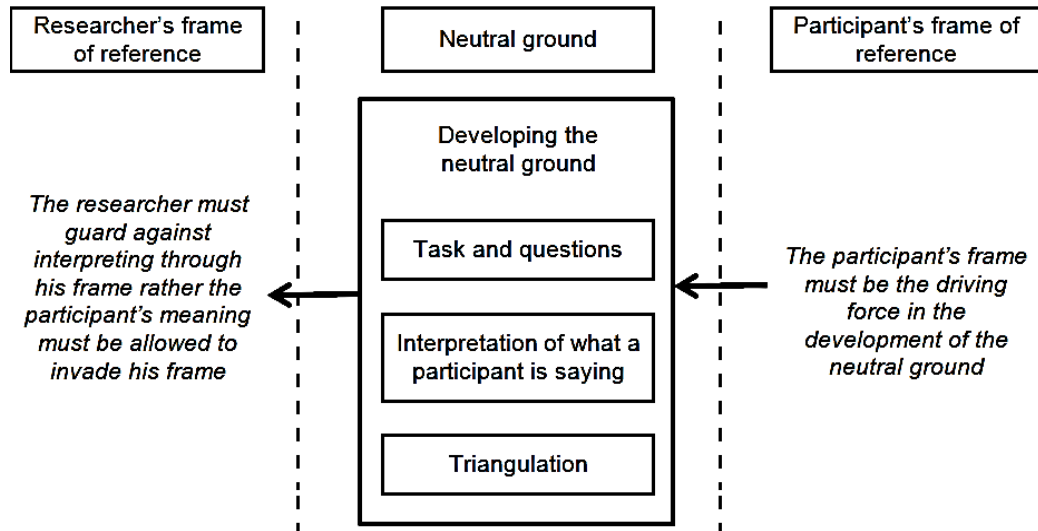 Researcher's frame
of reference
Neutral ground
Participant's frame of
reference
Developing the
neutral ground
Task and questions
Interpretation of what a
participant is saying
Triangulation
The researcher must
guard against
interpreting through
his frame rather the
participant's meaning
must be allowed to
invade his frame
The participant's frame
must be the driving
force in the
development of the
neutral ground